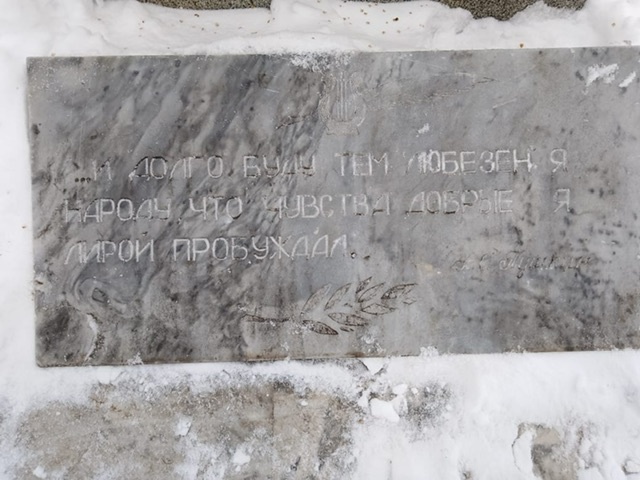 ...И ДОЛГО БУДУ ТЕМ ЛЮБЕЗЕН Я
НАРОДУ, ЧТО ЧУВСТВА ДОБРЫЕ Я
ЛИРОЙ ПРОБУЖДАЛ.